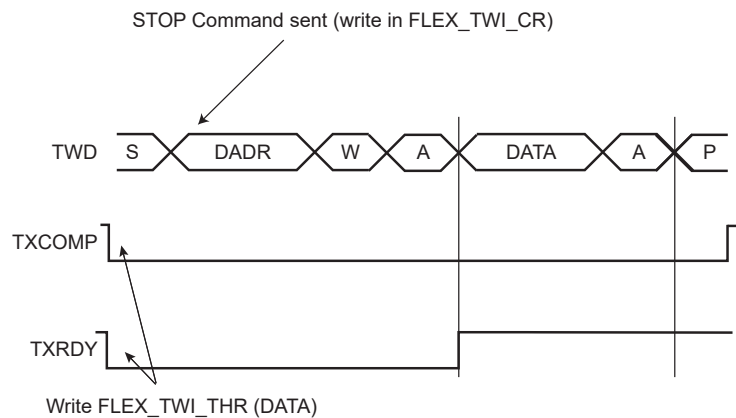 STOP Command sent (write in FLEX_TWI_CR)
TWD S DADR W A DATA A P
TXCOMP
TXRDY
Write FLEX_TWI_THR (DATA)